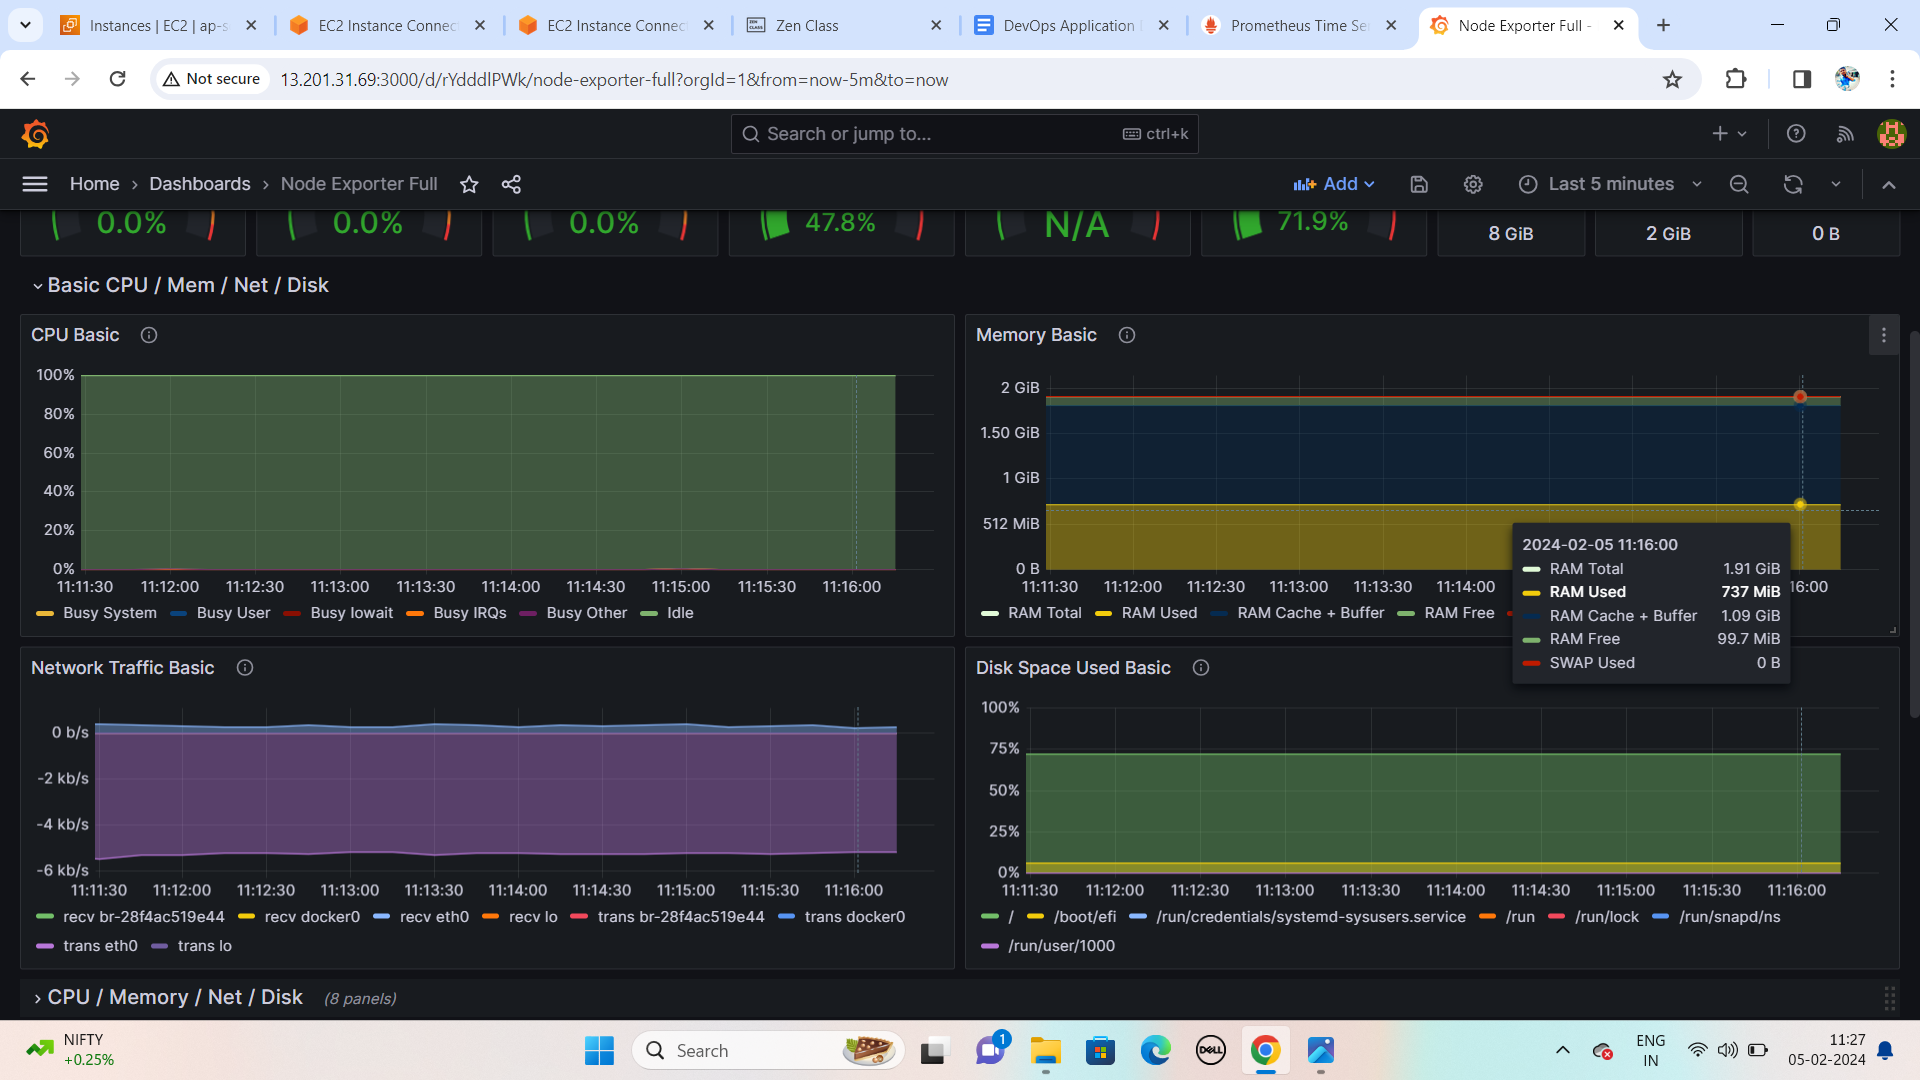 Instances | EC2 | ap-s
EC2 Instance Connect
EC2 Instance Connect
Zen Class
DevOps Application
Prometheus Time Se
Node Exporter Full -
Not secure
13.201.31.69:3000/d/rYdddlPWk/node-exporter-full?orgId=1&from=now-5m&to=now
Search or jump to...
ctrl+k
Home › Dashboards › Node Exporter Full
Add
Last 5 minutes
0.0% 0.0% 0.0% 47.8% N/A 71.9% 8 GiB 2 GiB 0 B
Basic CPU / Mem / Net / Disk
CPU Basic
100%
80%
60%
40%
20%
0%
11:11:30 11:12:00 11:12:30 11:13:00 11:13:30 11:14:00 11:14:30 11:15:00 11:15:30 11:16:00
Busy System Busy User Busy Iowait Busy IRQs Busy Other Idle
Memory Basic
2 GiB
1.50 GiB
1 GiB
512 MiB
0 B
11:11:30 11:12:00 11:12:30 11:13:00 11:13:30 11:14:00 16:00
RAM Total RAM Used RAM Cache + Buffer RAM Free
2024-02-05 11:16:00
RAM Total 1.91 GiB
RAM Used 737 MiB
RAM Cache + Buffer 1.09 GiB
RAM Free 99.7 MiB
SWAP Used 0 B
Network Traffic Basic
0 b/s
-2 kb/s
-4 kb/s
-6 kb/s
11:11:30 11:12:00 11:12:30 11:13:00 11:13:30 11:14:00 11:14:30 11:15:00 11:15:30 11:16:00
recv br-28f4ac519e44 recv docker0 recv eth0 recv lo trans br-28f4ac519e44 trans docker0
trans eth0 trans lo
Disk Space Used Basic
100%
75%
50%
25%
0%
11:11:30 11:12:00 11:12:30 11:13:00 11:13:30 11:14:00 11:14:30 11:15:00 11:15:30 11:16:00
/ /boot/efi /run/credentials/systemd-sysusers.service /run /run/lock /run/snapd/ns
/run/user/1000
CPU / Memory / Net / Disk (8 panels)
NIFTY
+0.25%
Search
1
DELL
ENG
IN
11:27
05-02-2024